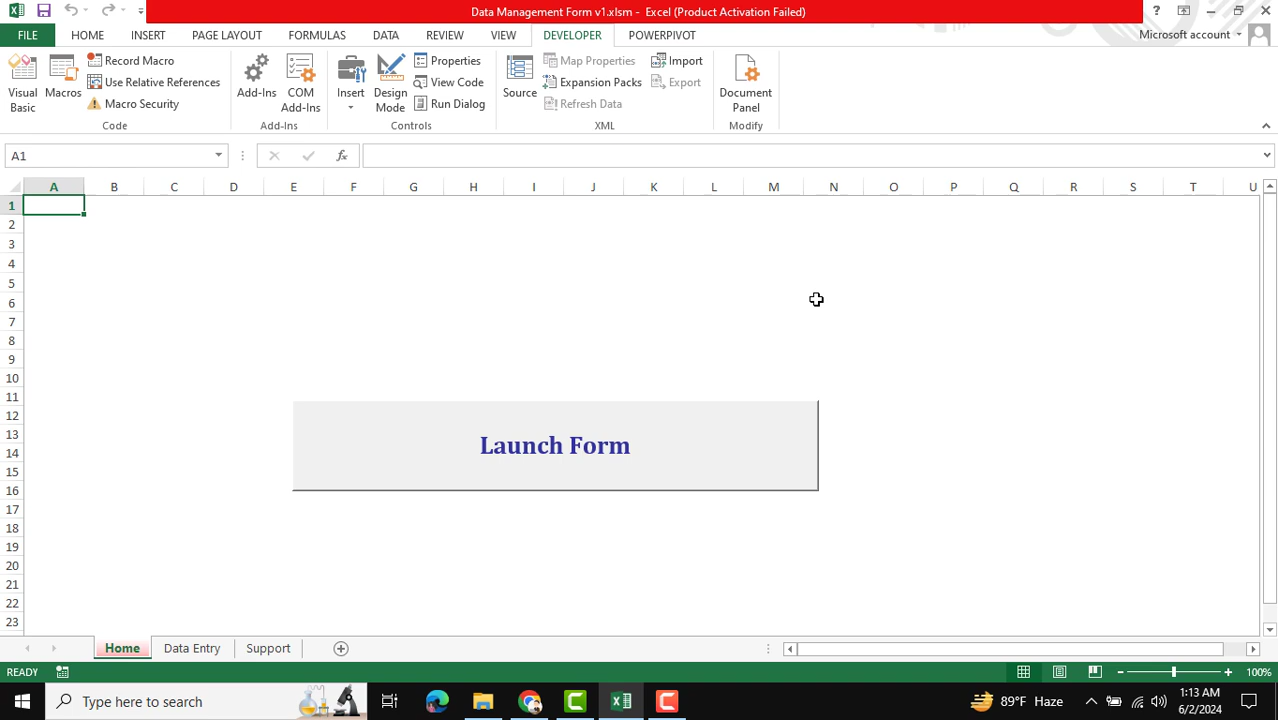 Data Management Form v1.xlsm - Excel (Product Activation Failed)
?
FILE HOME INSERT PAGE LAYOUT FORMULAS DATA REVIEW VIEW DEVELOPER POWERPIVOT
Microsoft account
Visual Basic
Macros
Record Macro
Use Relative References
Macro Security
Code
Add-Ins
COM Add-Ins
Add-Ins
Insert
Design Mode
Properties
View Code
Run Dialog
Controls
Source
Map Properties
Expansion Packs
Refresh Data
Import
Export
XML
Document Panel
Modify
A1
fx
A B C D E F G H I J K L M N O P Q R S T U
1
2
3
4
5
6
7
8
9
10
11
12
13
14
15
16
17
18
19
20
21
22
23
Launch Form
Home Data Entry Support
READY
100%
Type here to search
89°F Haze
1:13 AM
6/2/2024